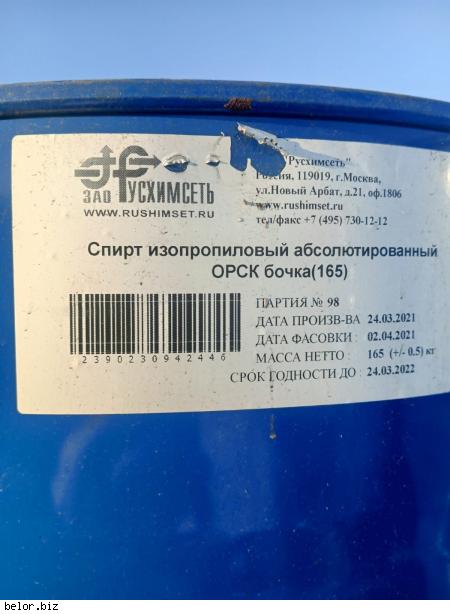 ЗАО РУСХИМСЕТЬ
WWW.RUSHIMSET.RU
"Русхимсеть"
119019, г.Москва,
ул.Новый Арбат, д.21, оф.1806
www.rushimset.ru
тел/факс +7 (495) 730-12-12
Спирт изопропиловый абсолютированный
ОРСК бочка(165)
ПАРТИЯ № 98
ДАТА ПРОИЗВ-ВА 24.03.2021
ДАТА ФАСОВКИ : 02.04.2021
МАССА НЕТТО : 165 (+/- 0.5) кг
СРОК ГОДНОСТИ ДО : 24.03.2022
2390230942446
belor.biz